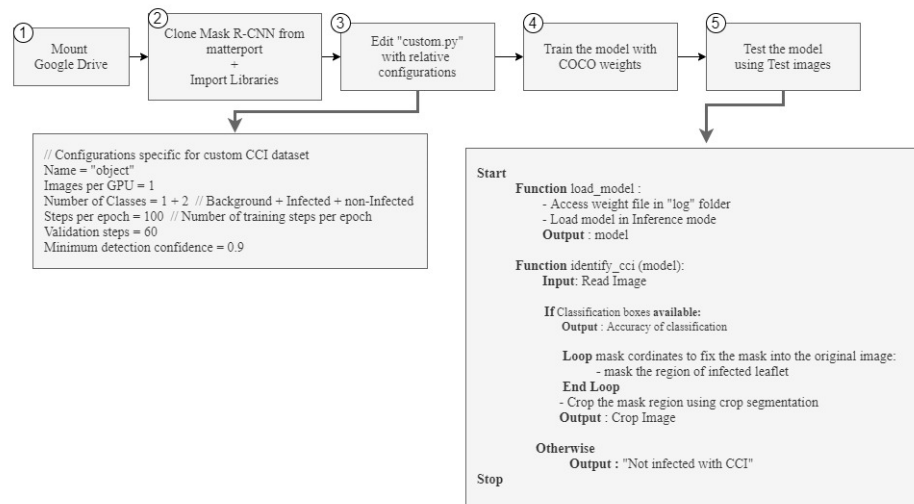 1
Mount
Google Drive
2
Clone Mask R-CNN from
matterport
+
Import Libraries
3
Edit "custom.py"
with relative
configurations
4
Train the model with
COCO weights
5
Test the model
using Test images
// Configurations specific for custom CCI dataset
Name = "object"
Images per GPU = 1
Number of Classes = 1 + 2 // Background + Infected + non-Infected
Steps per epoch = 100 // Number of training steps per epoch
Validation steps = 60
Minimum detection confidence = 0.9
Start
Function load_model :
- Access weight file in "log" folder
- Load model in Inference mode
Output : model
Function identify_cci (model):
Input: Read Image
If Classification boxes available:
Output : Accuracy of classification
Loop mask cordinates to fix the mask into the original image:
- mask the region of infected leaflet
End Loop
- Crop the mask region using crop segmentation
Output : Crop Image
Otherwise
Output : "Not infected with CCI"
Stop